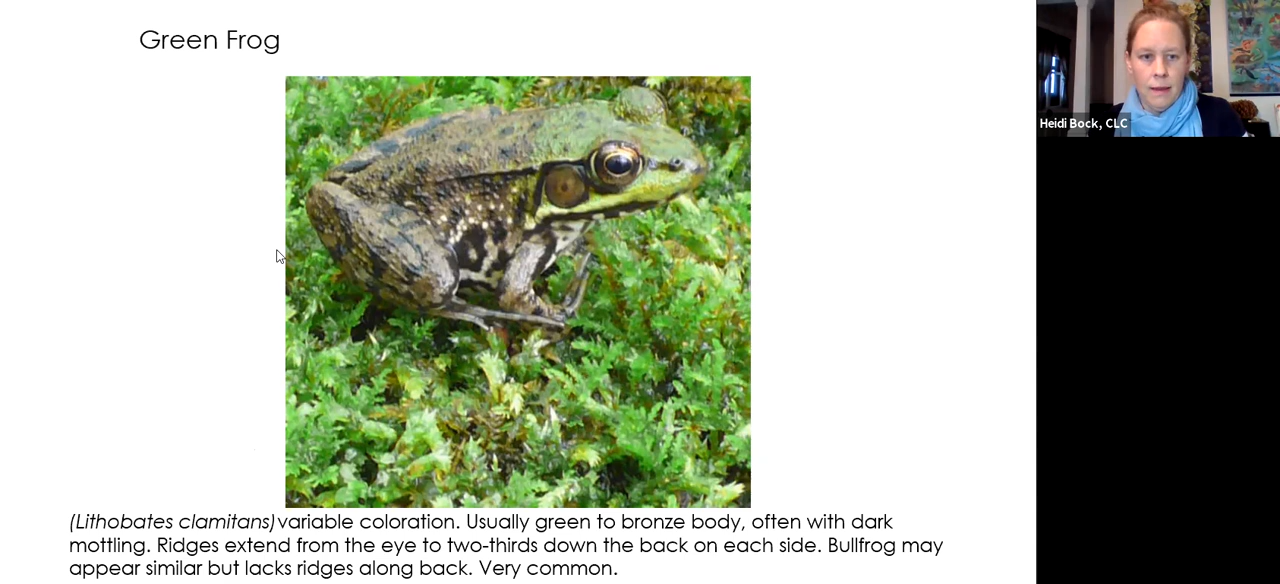 Green Frog
Heidi Bock, CLC
(Lithobates clamitans) variable coloration. Usually green to bronze body, often with dark
mottling. Ridges extend from the eye to two-thirds down the back on each side. Bullfrog may
appear similar but lacks ridges along back. Very common.